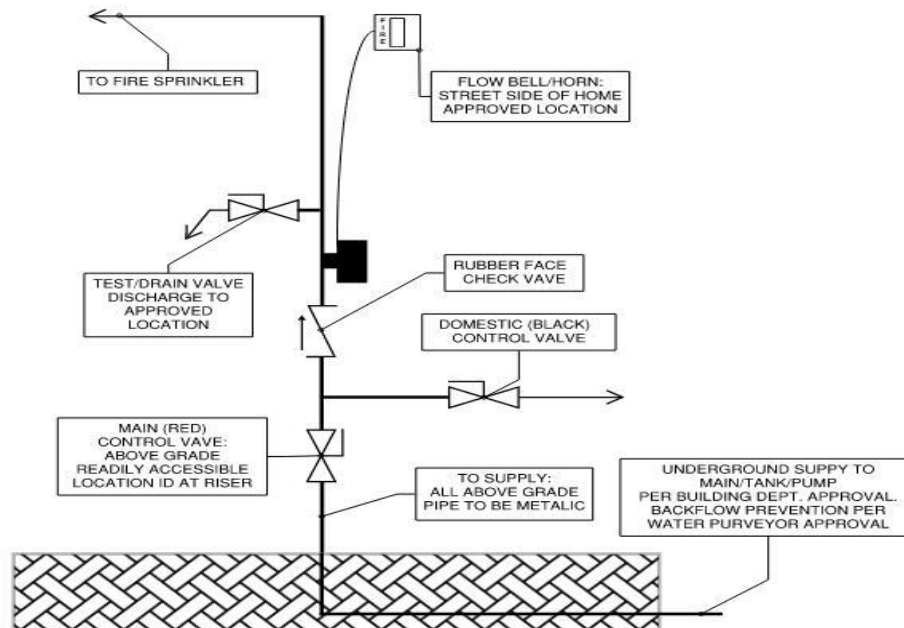 FIRE
TO FIRE SPRINKLER
FLOW BELL/HORN:
STREET SIDE OF HOME
APPROVED LOCATION
TEST/DRAIN VALVE
DISCHARGE TO
APPROVED
LOCATION
RUBBER FACE
CHECK VAVE
DOMESTIC (BLACK)
CONTROL VALVE
MAIN (RED)
CONTROL VAVE:
ABOVE GRADE
READILY ACCESSIBLE
LOCATION ID AT RISER
TO SUPPLY:
ALL ABOVE GRADE
PIPE TO BE METALIC
UNDERGROUND SUPPY TO
MAIN/TANK/PUMP
PER BUILDING DEPT. APPROVAL.
BACKFLOW PREVENTION PER
WATER PURVEYOR APPROVAL